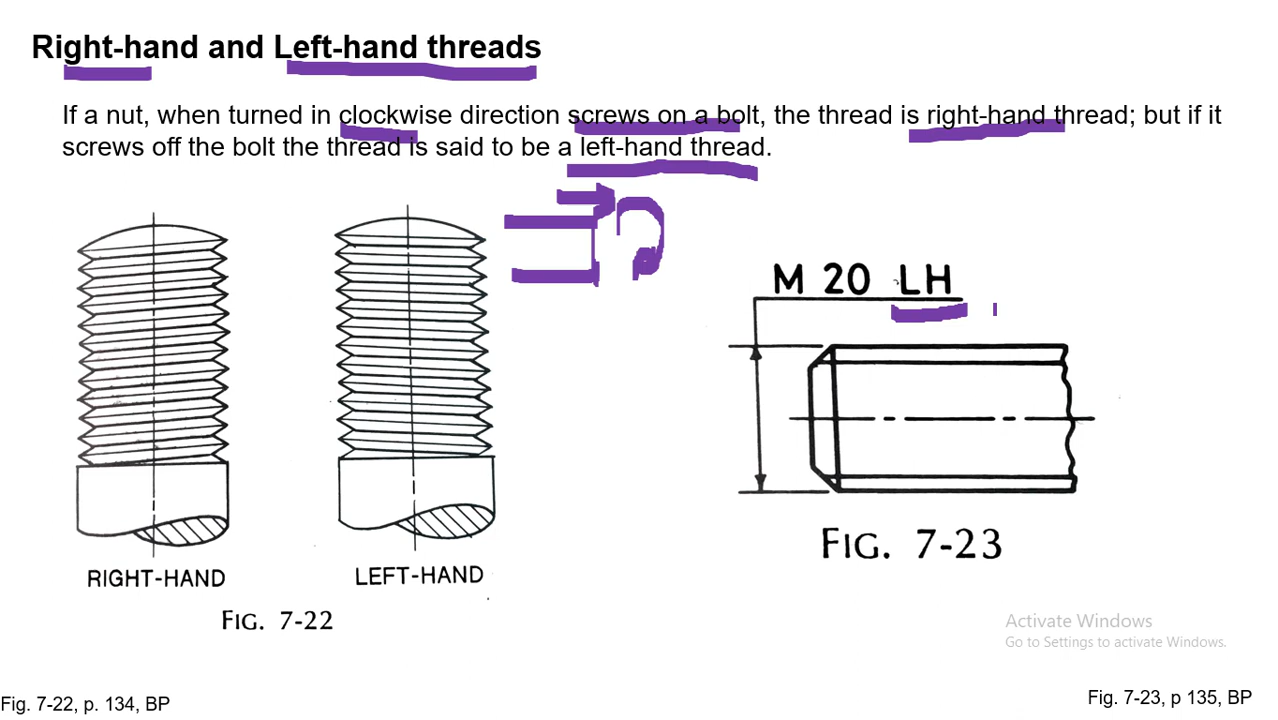 Right-hand and Left-hand threads
If a nut, when turned in clockwise direction screws on a bolt, the thread is right-hand thread; but if it
screws off the bolt the thread is said to be a left-hand thread.
M 20 LH
RIGHT-HAND
LEFT-HAND
FIG. 7-22
FIG. 7-23
Activate Windows
Go to Settings to activate Windows.
Fig. 7-22, p. 134, BP
Fig. 7-23, p 135, BP